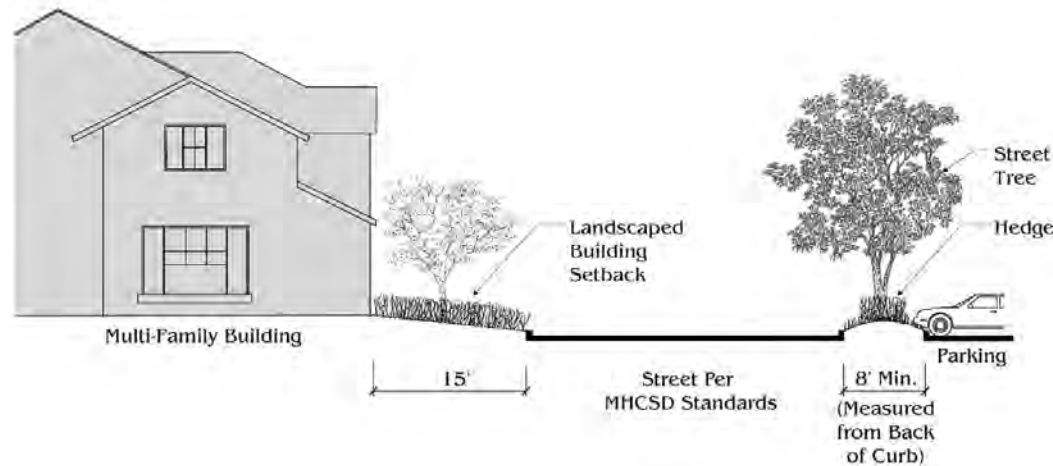 Street
Tree
Hedge
Landscaped
Building
Setback
Multi-Family Building
Parking
15'
Street Per
MHCSD Standards
8' Min.
(Measured
from Back
of Curb)